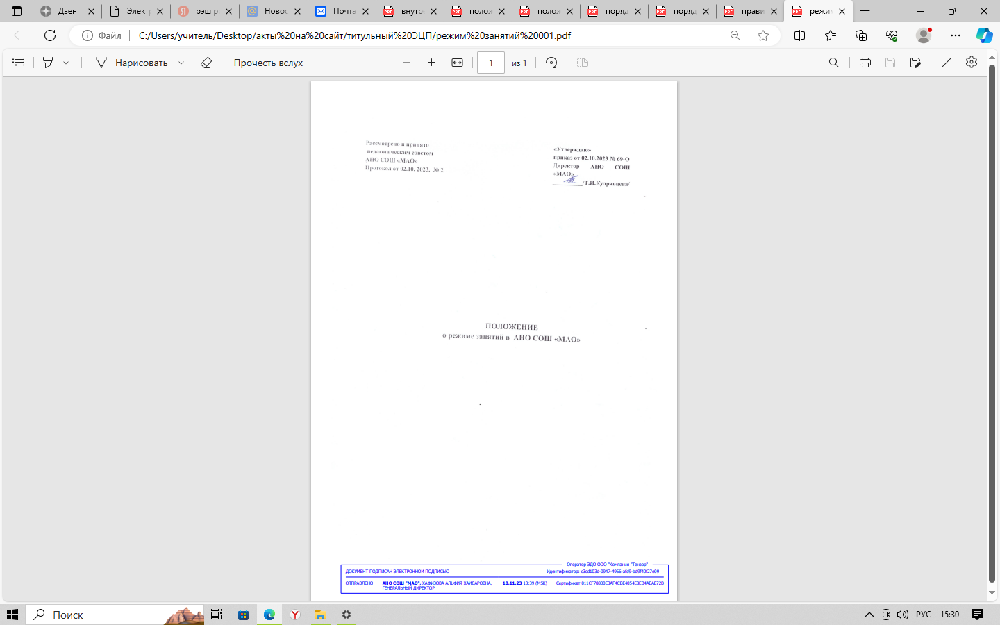 Дзен
Элект
рэш р
Новос
Почта
внутр
полож
полож
поряд
поряд
прави
режим
Файл
C:/Users/учитель/Desktop/акты%20на%20сайт/титульный%20ЭЦП/режим%20занятий%20001.pdf
Нарисовать
Прочесть вслух
1
из 1
Рассмотрено и принято
педагогическим советом
АНО СОШ «МАО»
Протокол от 02.10. 2023. № 2
«Утверждаю»
приказ от 02.10.2023 № 69-О
Директор АНО СОШ
«МАО»
/Т.И.Кудрявцева/
ПОЛОЖЕНИЕ
о режиме занятий в АНО СОШ «МАО»
Оператор ЭДО ООО "Компания "Тензор"
ДОКУМЕНТ ПОДПИСАН ЭЛЕКТРОННОЙ ПОДПИСЬЮ
Идентификатор: c3cd103d-0947-4966-afd9-bd9f40f27e09
ОТПРАВЛЕНО
АНО СОШ "МАО", ХАФИЗОВА АЛЬФИЯ ХАЙДАРОВНА,
ГЕНЕРАЛЬНЫЙ ДИРЕКТОР
10.11.23 13:39 (MSK)
Сертификат 011CF78800E3AF4CBE4054EBEB4AEAE72B
Поиск
РУС
15:30